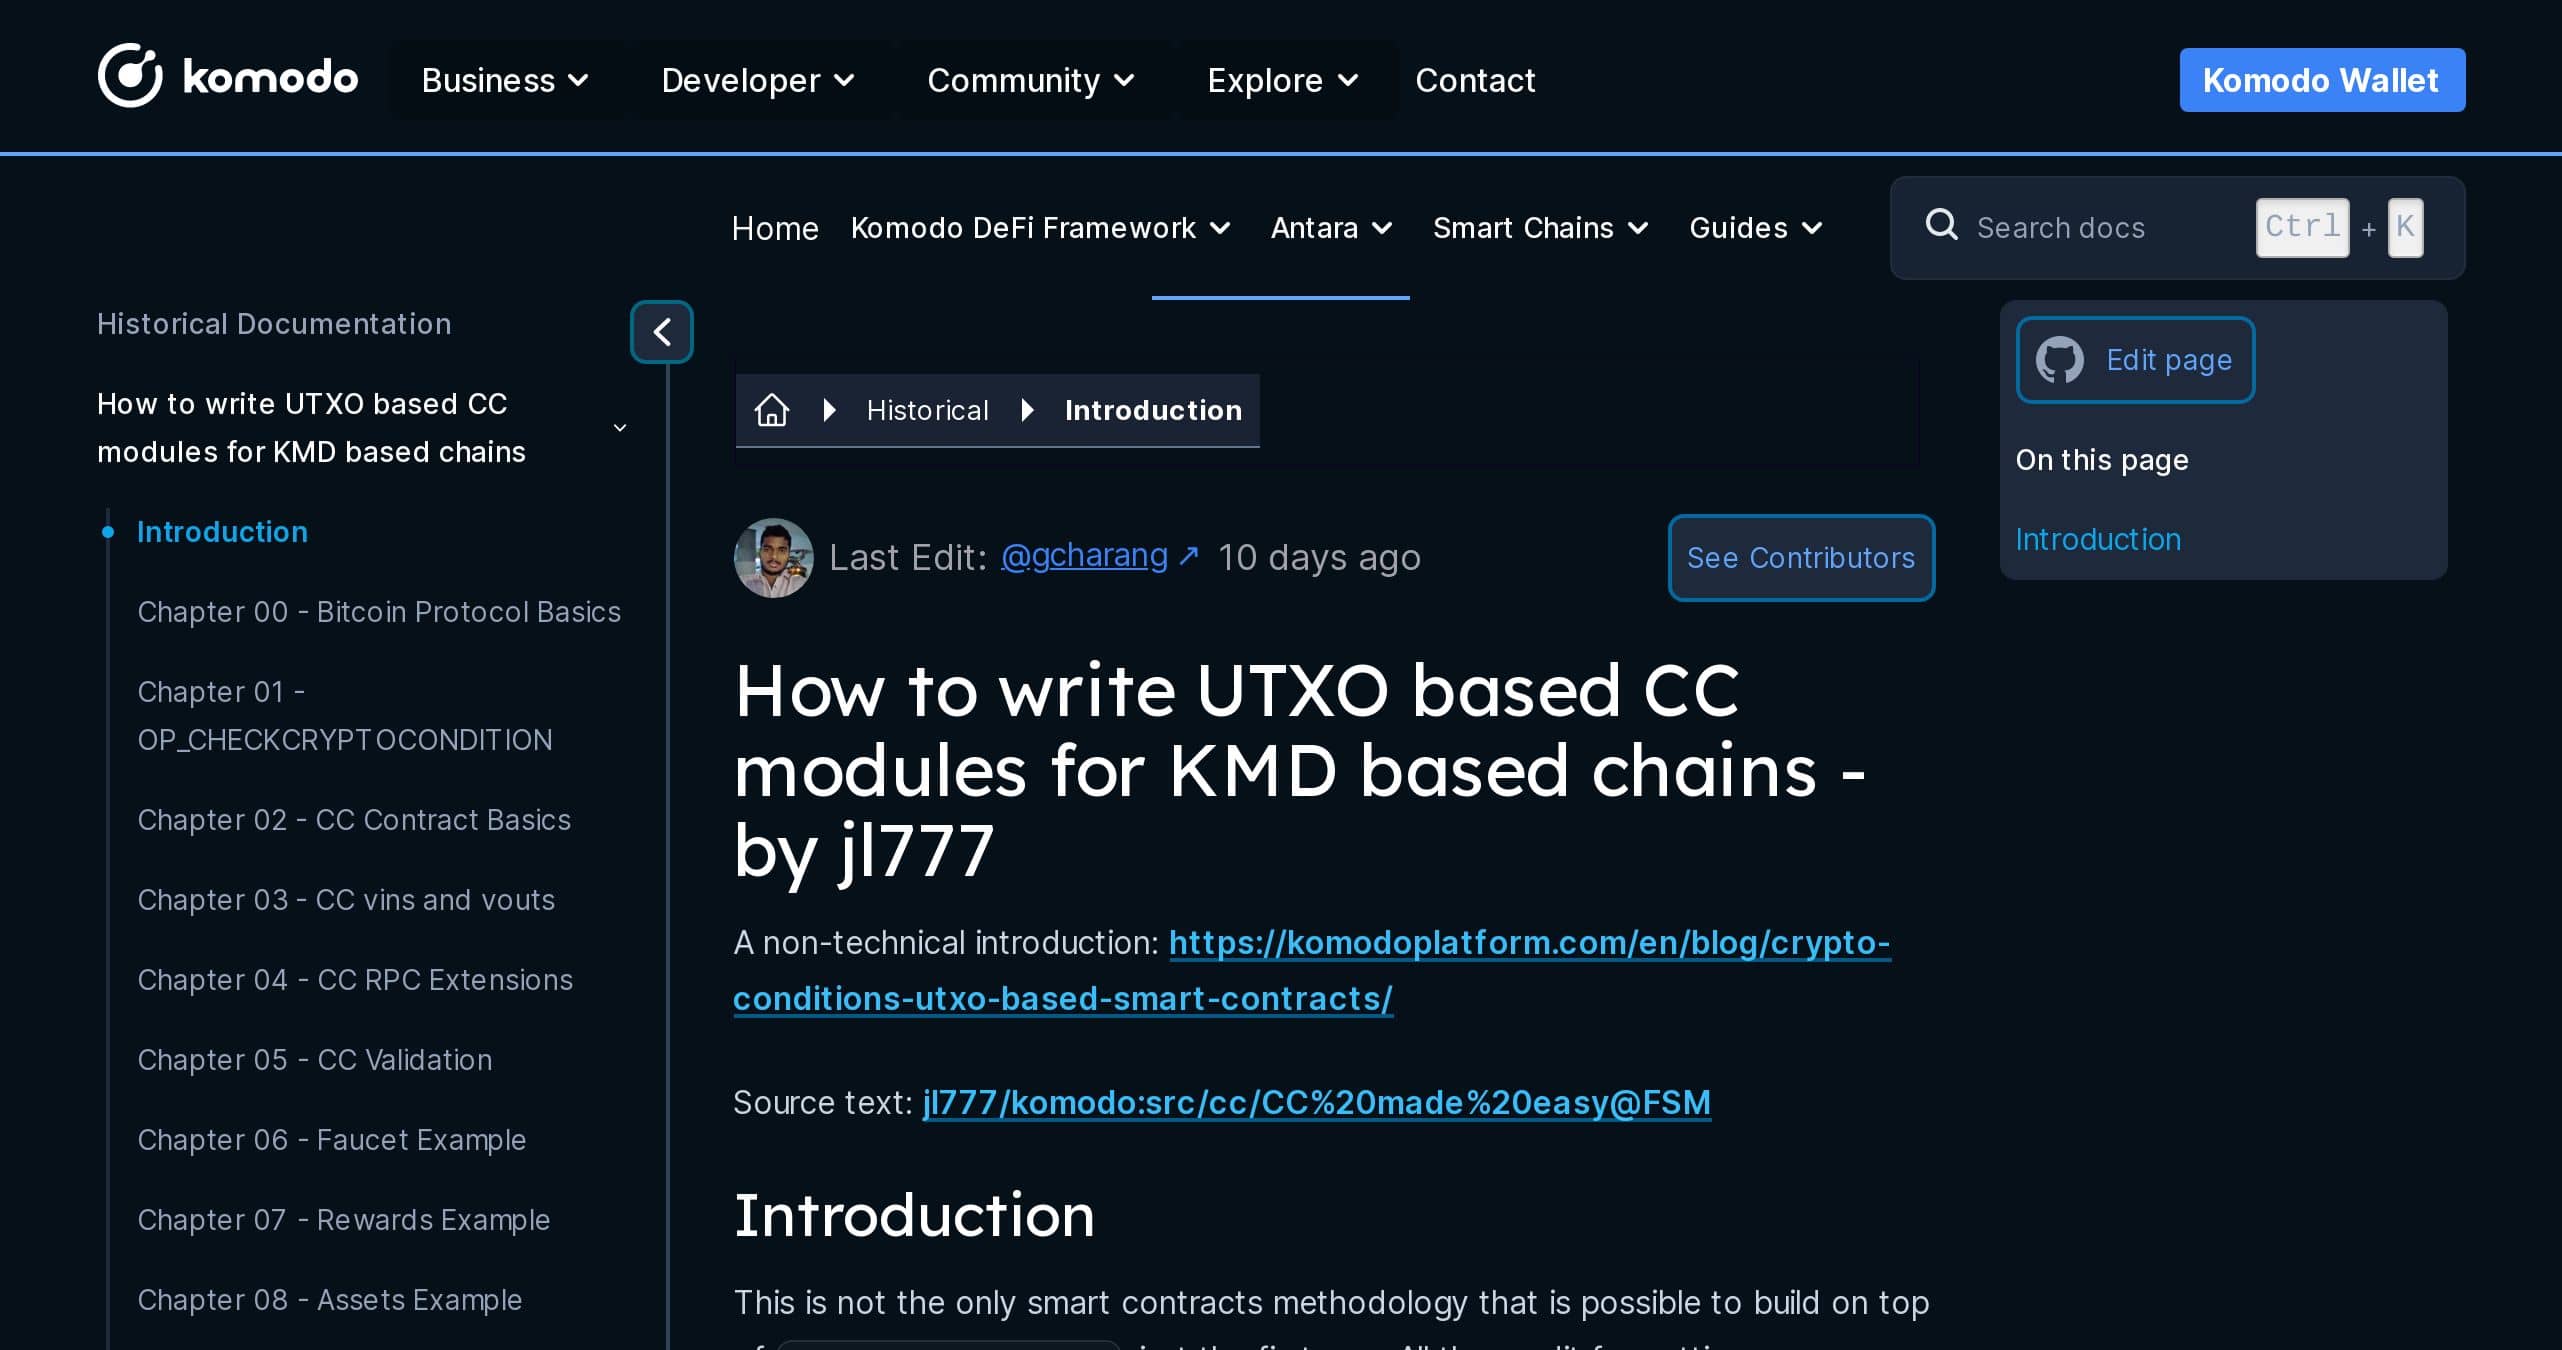 komodo
Business
Developer
Community
Explore
Contact
Komodo Wallet
Home
Komodo DeFi Framework
Antara
Smart Chains
Guides
Search docs
Ctrl + K
Historical Documentation
How to write UTXO based CC
modules for KMD based chains
Introduction
Chapter 00 - Bitcoin Protocol Basics
Chapter 01 -
OP_CHECKCRYPTOCONDITION
Chapter 02 - CC Contract Basics
Chapter 03 - CC vins and vouts
Chapter 04 - CC RPC Extensions
Chapter 05 - CC Validation
Chapter 06 - Faucet Example
Chapter 07 - Rewards Example
Chapter 08 - Assets Example
Historical
Introduction
Last Edit: @gcharang ↗ 10 days ago
See Contributors
How to write UTXO based CC
modules for KMD based chains -
by jl777
A non-technical introduction: https://komodoplatform.com/en/blog/crypto-
conditions-utxo-based-smart-contracts/
Source text: jl777/komodo:src/cc/CC%20made%20easy@FSM
Introduction
This is not the only smart contracts methodology that is possible to build on top
Edit page
On this page
Introduction